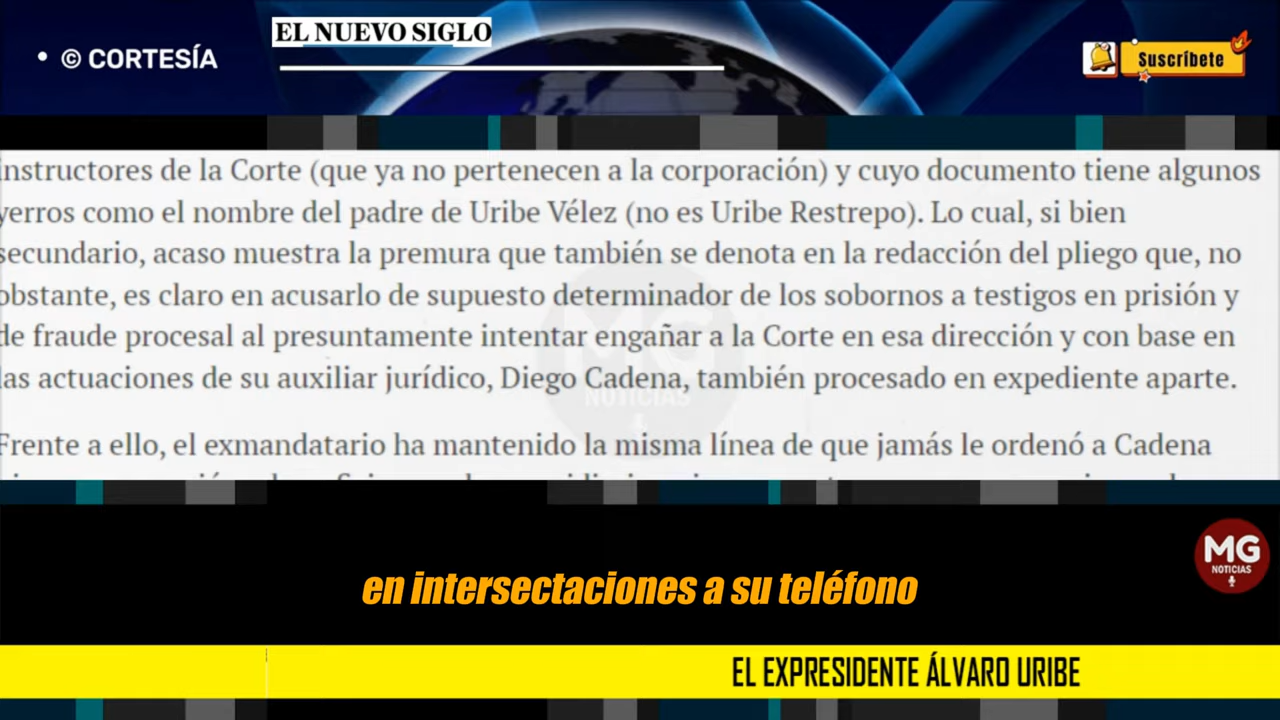 EL NUEVO SIGLO
• © CORTESÍA
Suscríbete
instructores de la Corte (que ya no pertenecen a la corporación) y cuyo documento tiene algunos
yerros como el nombre del padre de Uribe Vélez (no es Uribe Restrepo). Lo cual, si bien
secundario, acaso muestra la premura que también se denota en la redacción del pliego que, no
obstante, es claro en acusarlo de supuesto determinador de los sobornos a testigos en prisión y
de fraude procesal al presuntamente intentar engañar a la Corte en esa dirección y con base en
las actuaciones de su auxiliar jurídico, Diego Cadena, también procesado en expediente aparte.
Frente a ello, el exmandatario ha mantenido la misma línea de que jamás le ordenó a Cadena
MG
NOTICIAS
MG
NOTICIAS
en intersectaciones a su teléfono
EL EXPRESIDENTE ÁLVARO URIBE